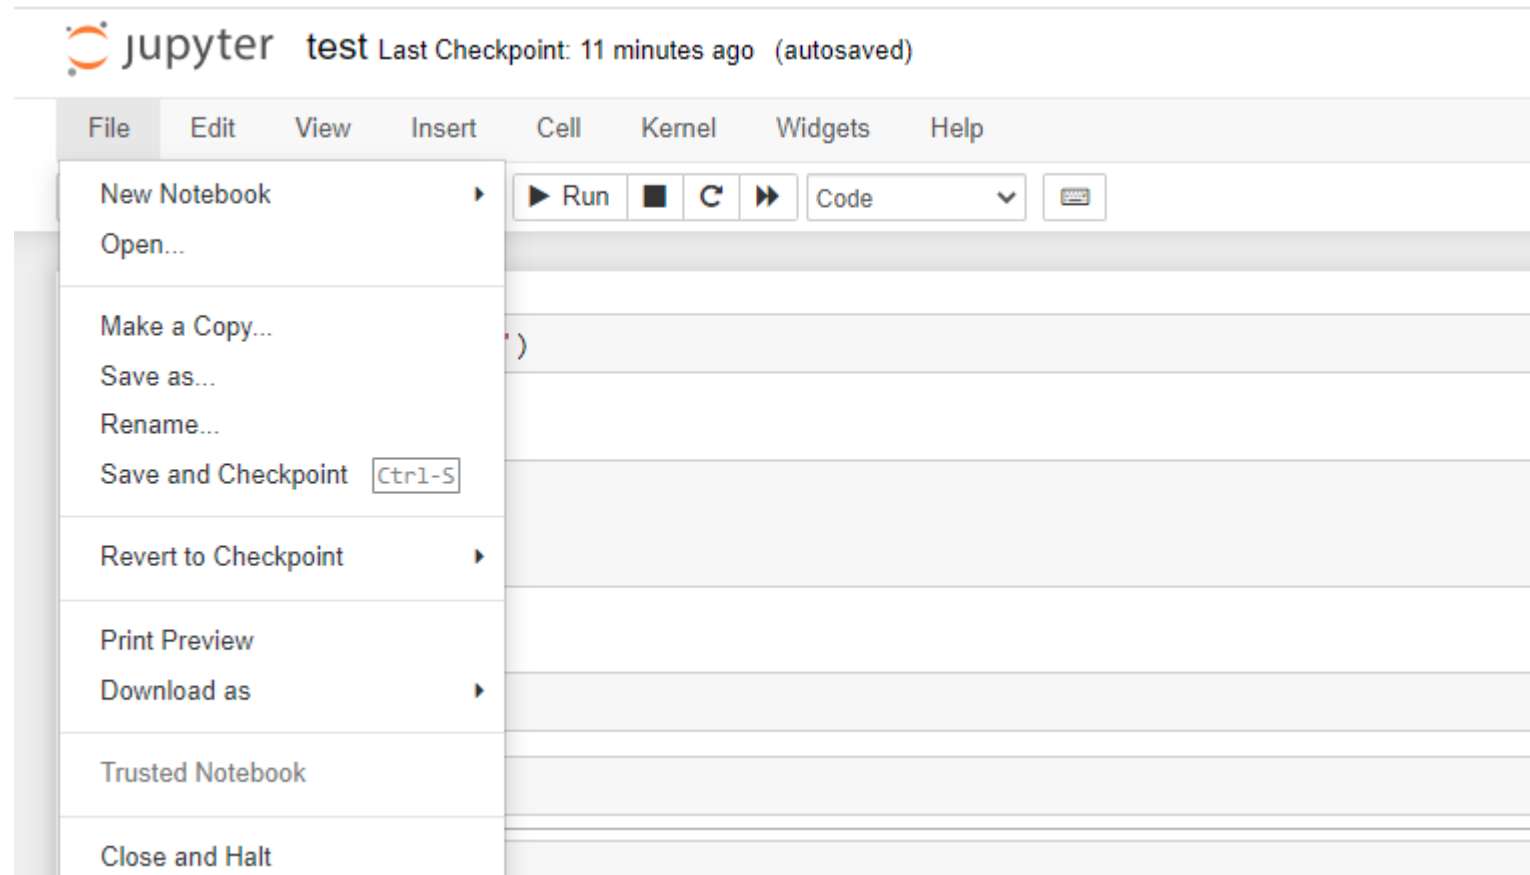 jupyter test Last Checkpoint: 11 minutes ago (autosaved)
File Edit View Insert Cell Kernel Widgets Help
New Notebook
Run
Code
Open...
Make a Copy...
')
Save as...
Rename...
Save and Checkpoint Ctrl-S
Revert to Checkpoint
Print Preview
Download as
Trusted Notebook
Close and Halt